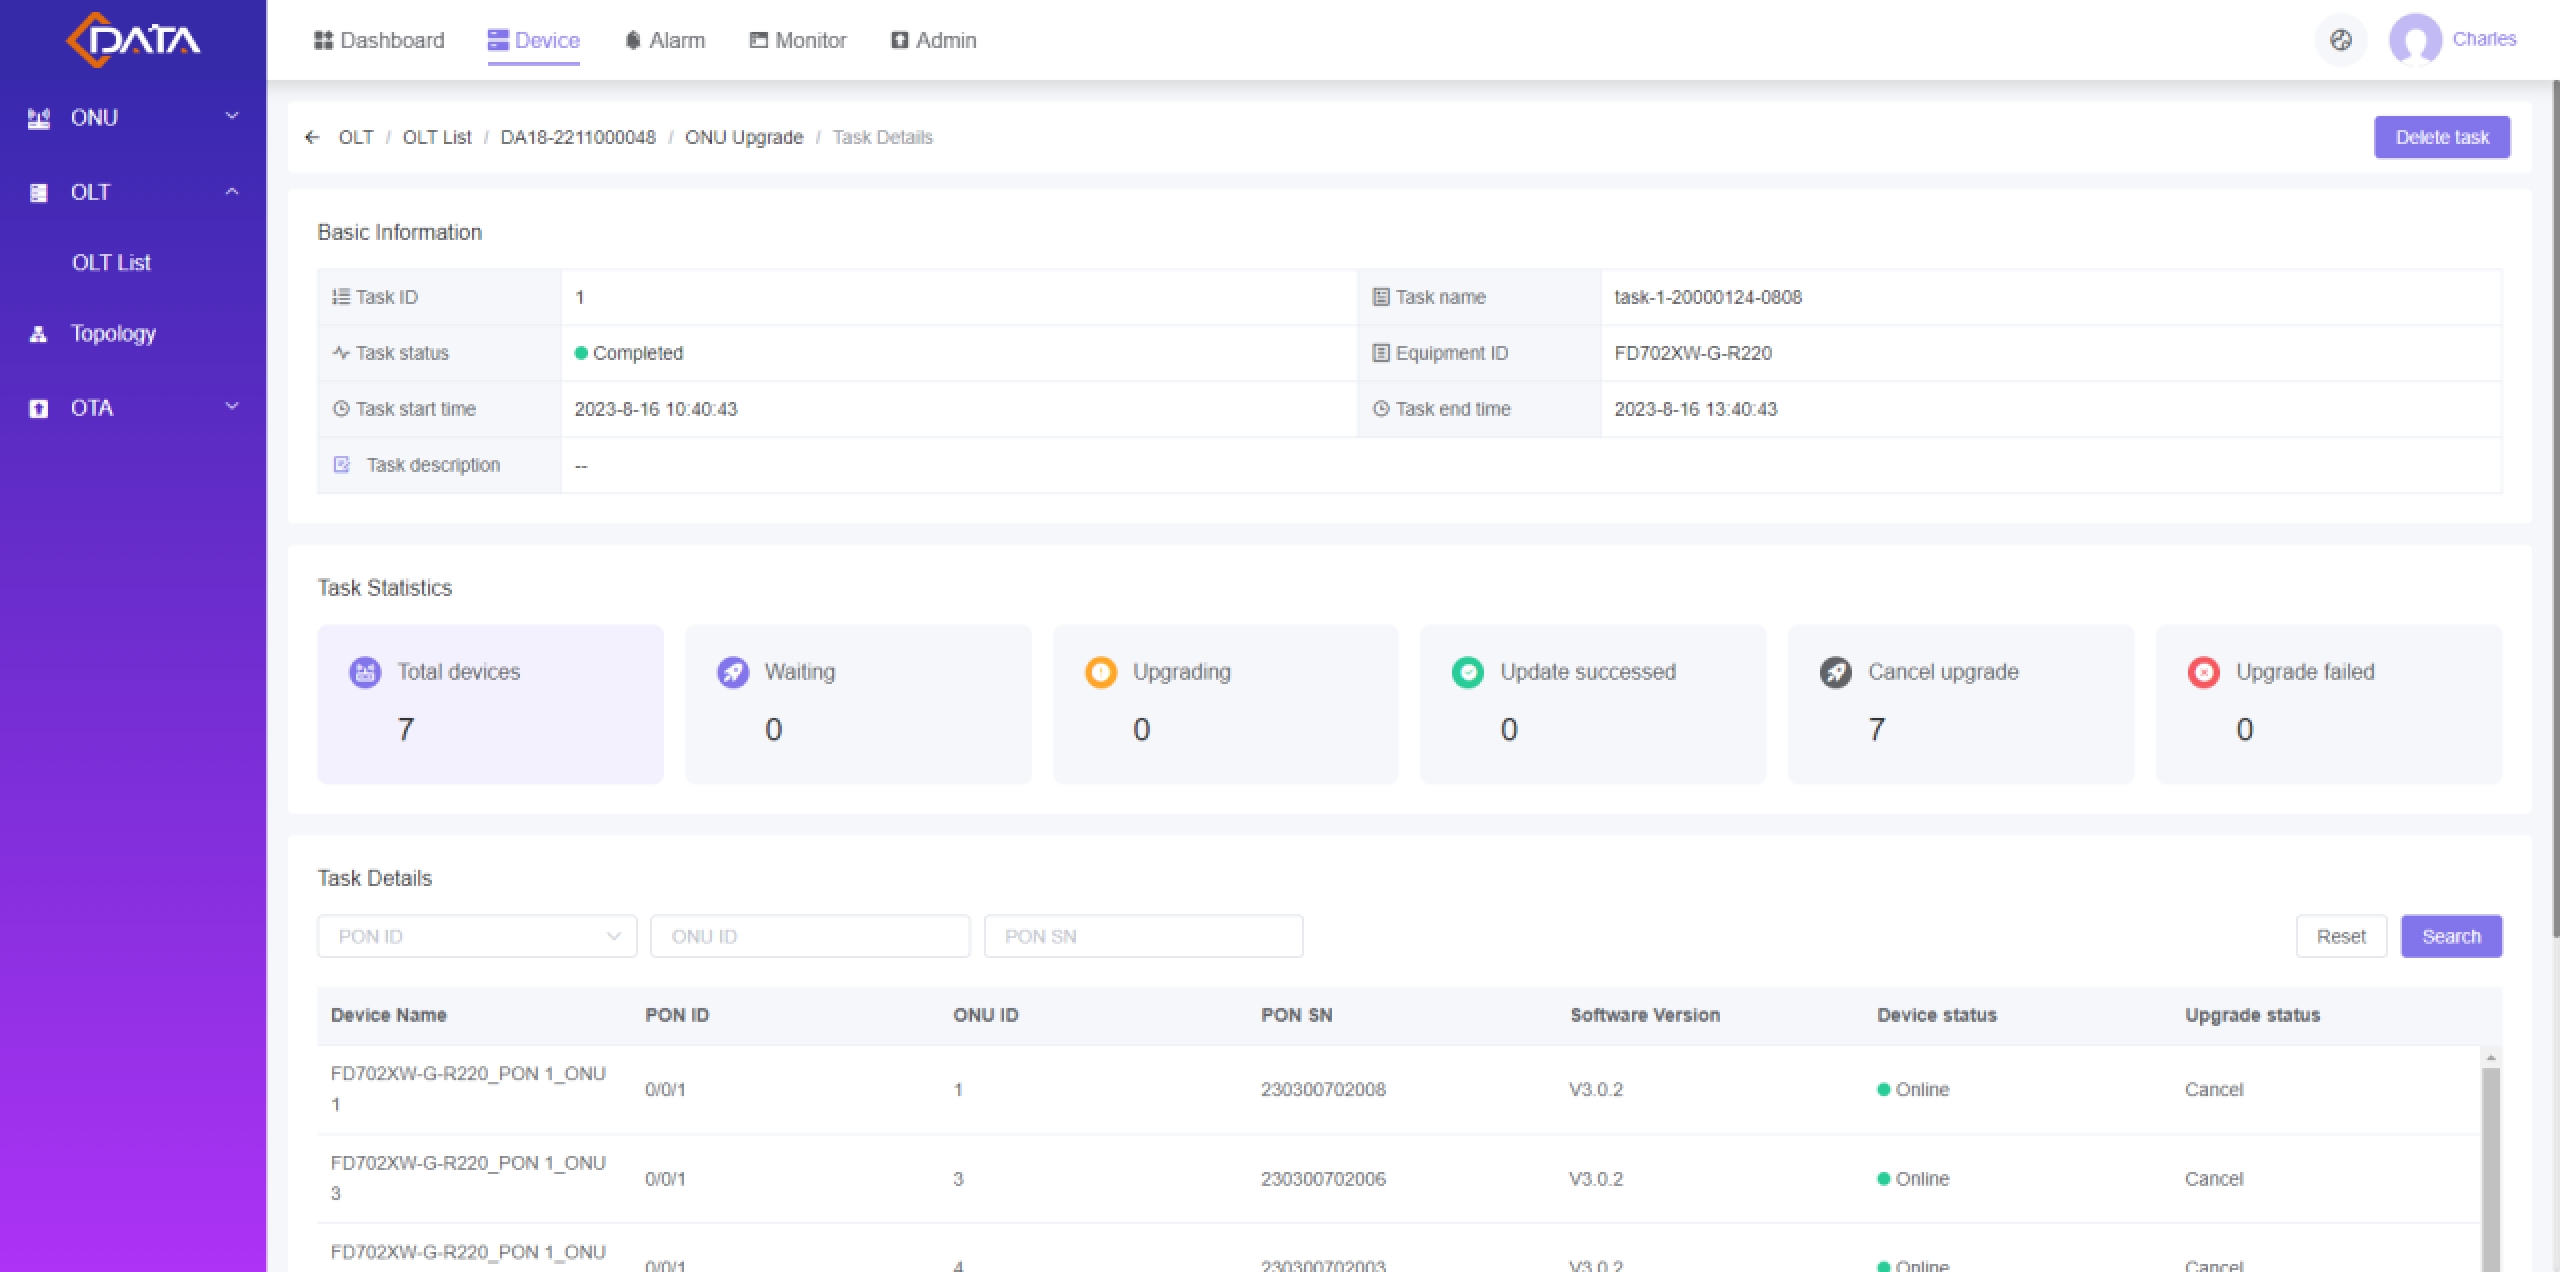 DATA
Dashboard
Device
Alarm
Monitor
Admin
Charles
ONU
OLT
OLT List
Topology
OTA
OLT / OLT List / DA18-2211000048 / ONU Upgrade / Task Details
Delete task
Basic Information
Task ID
1
Task name
task-1-20000124-0808
Task status
Completed
Equipment ID
FD702XW-G-R220
Task start time
2023-8-16 10:40:43
Task end time
2023-8-16 13:40:43
Task description
--
Task Statistics
Total devices
7
Waiting
0
Upgrading
0
Update successed
0
Cancel upgrade
7
Upgrade failed
0
Task Details
PON ID
ONU ID
PON SN
Reset
Search
Device Name PON ID ONU ID PON SN Software Version Device status Upgrade status
FD702XW-G-R220_PON 1_ONU
1
0/0/1 1 230300702008 V3.0.2 Online Cancel
FD702XW-G-R220_PON 1_ONU
3
0/0/1 3 230300702006 V3.0.2 Online Cancel
FD702XW-G-R220_PON 1_ONU
0/0/1 4 230300702003 V3.0.2 Online Cancel